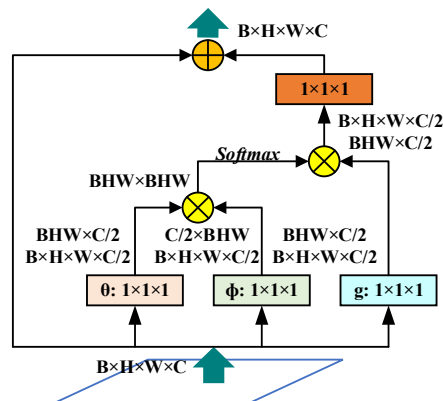 B×H×W×C
1×1×1
B×H×W×C/2
BHW×C/2
Softmax
BHW×BHW
BHW×C/2
B×H×W×C/2
C/2×BHW
B×H×W×C/2
BHW×C/2
B×H×W×C/2
θ: 1×1×1
ϕ: 1×1×1
g: 1×1×1
B×H×W×C